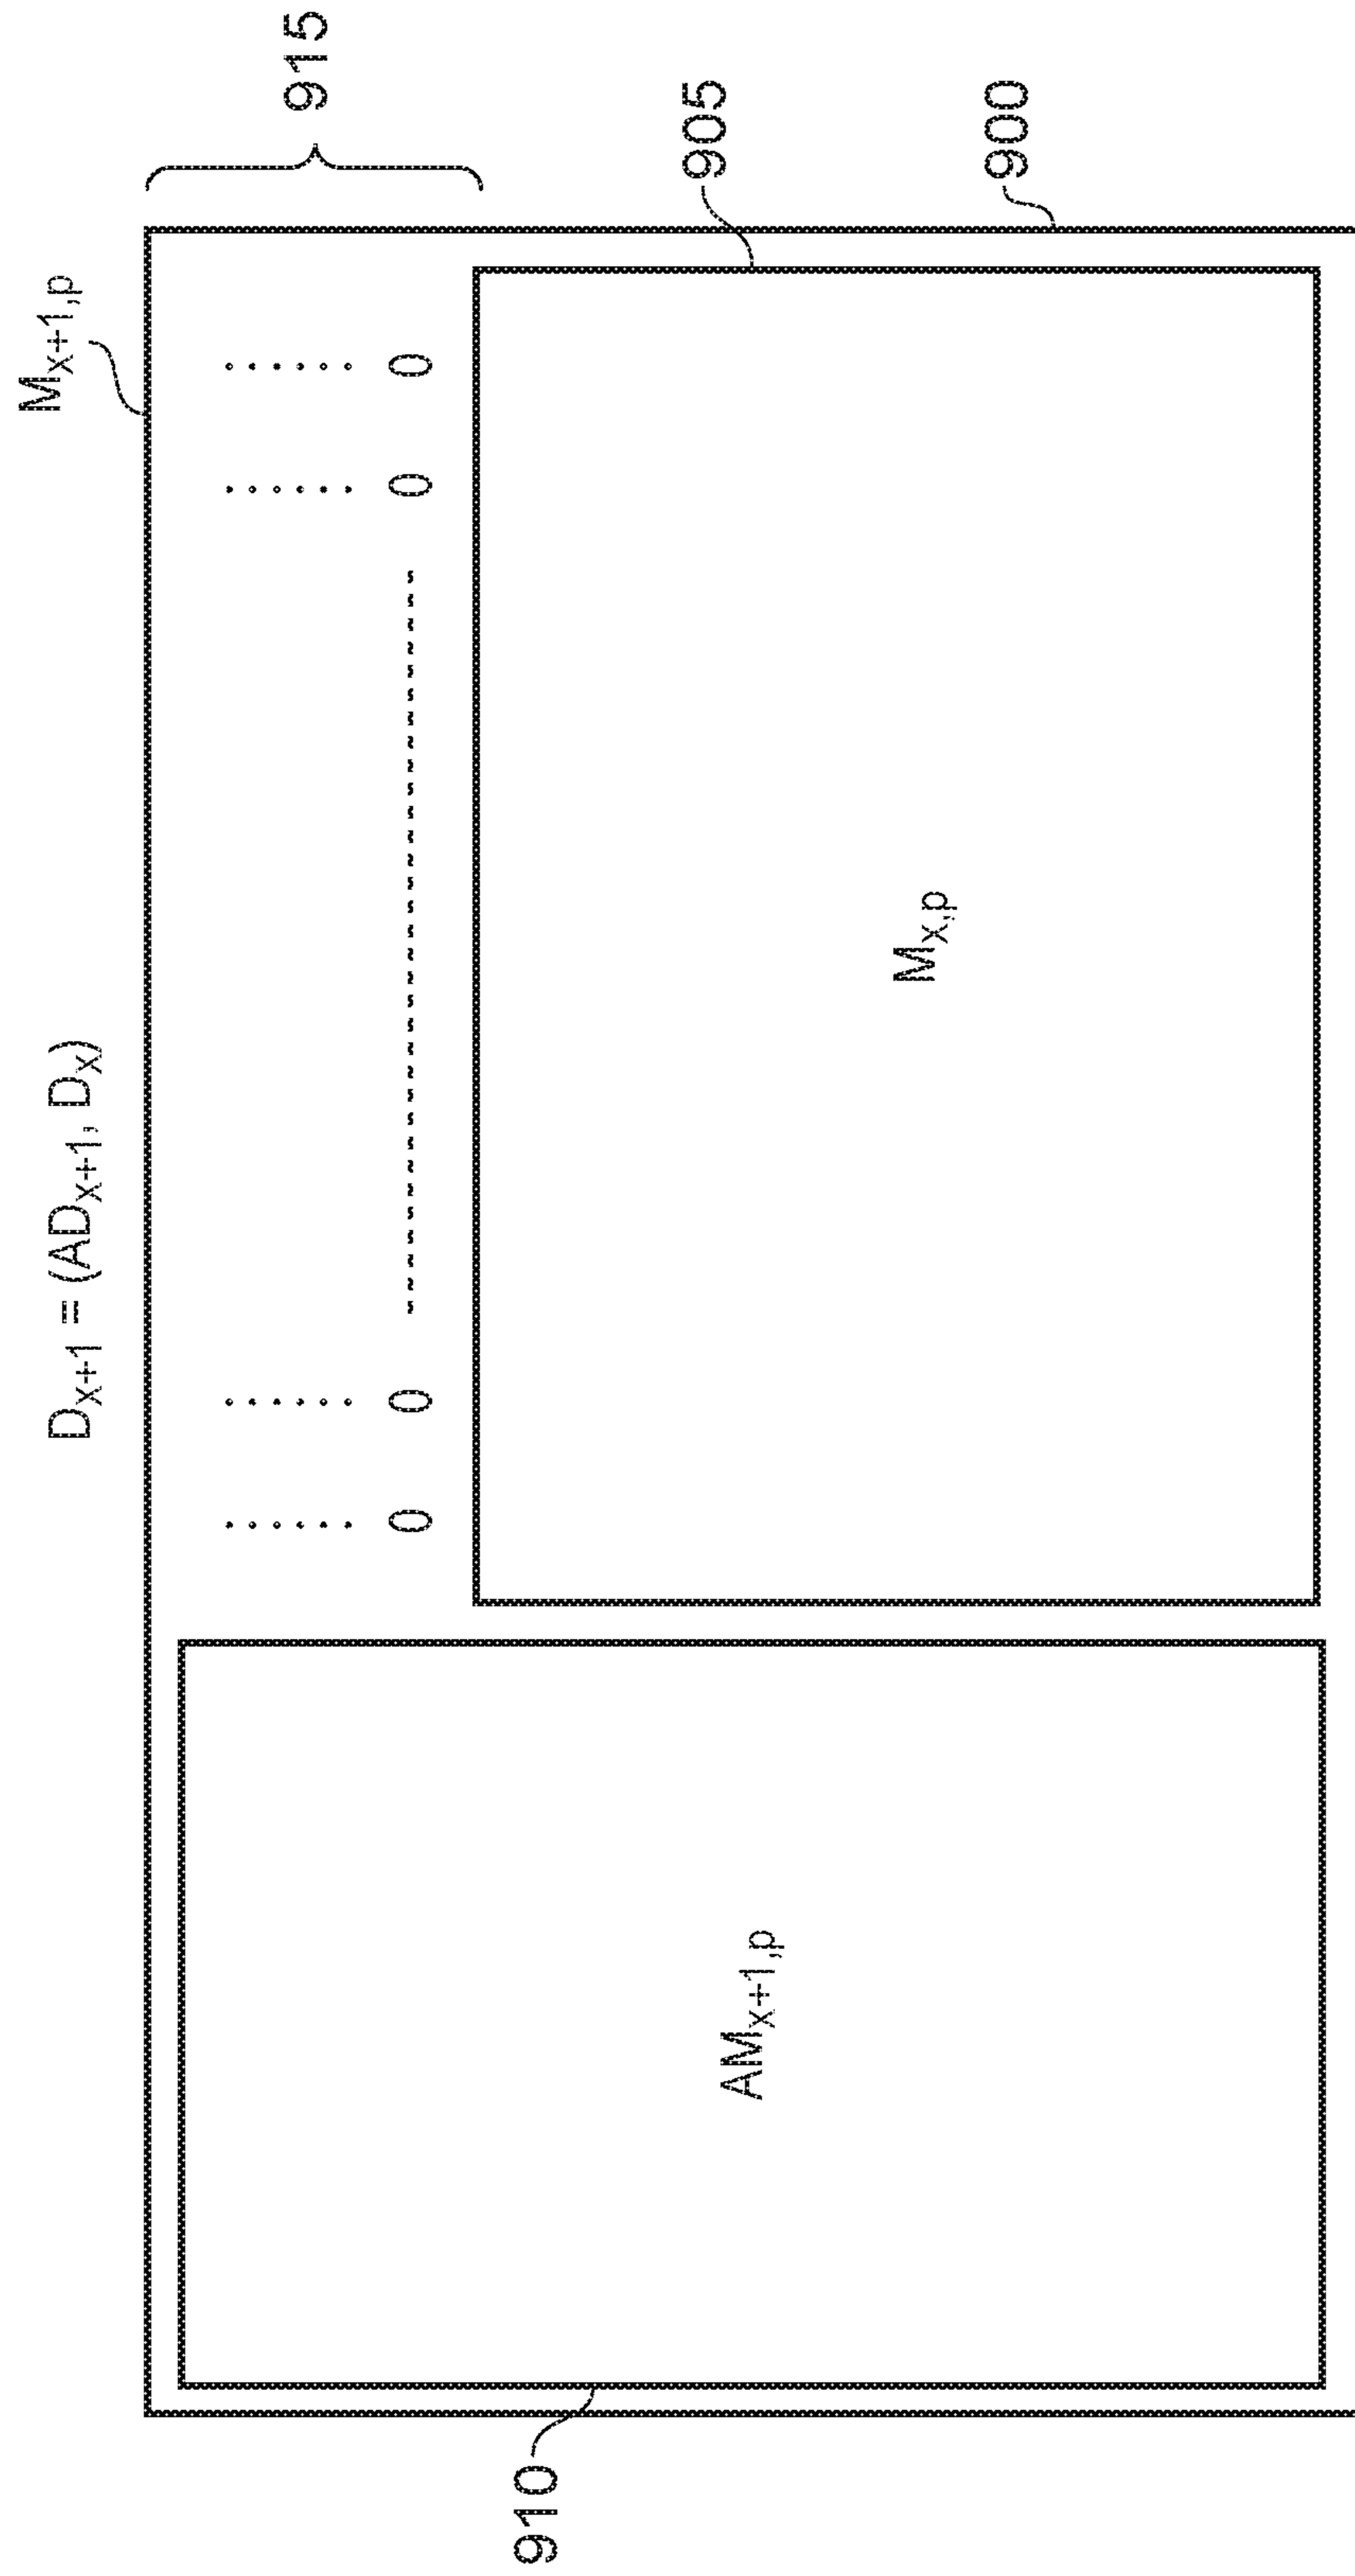 D_{x+1} = (AD_{x+1}, D_x)
M_{x+1,p}
915
0 0 0 0
910
AM_{x+1,p}
M_{x,p}
905
900